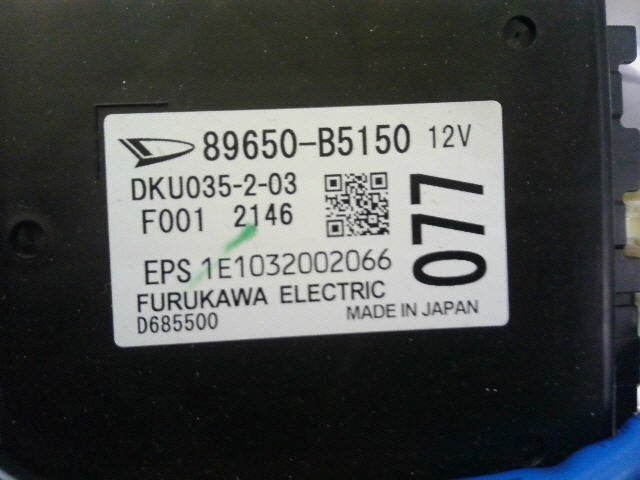 89650-B5150 12V
DKU035-2-03
F001 2146
077
EPS 1E1032002066
FURUKAWA ELECTRIC
D685500 MADE IN JAPAN